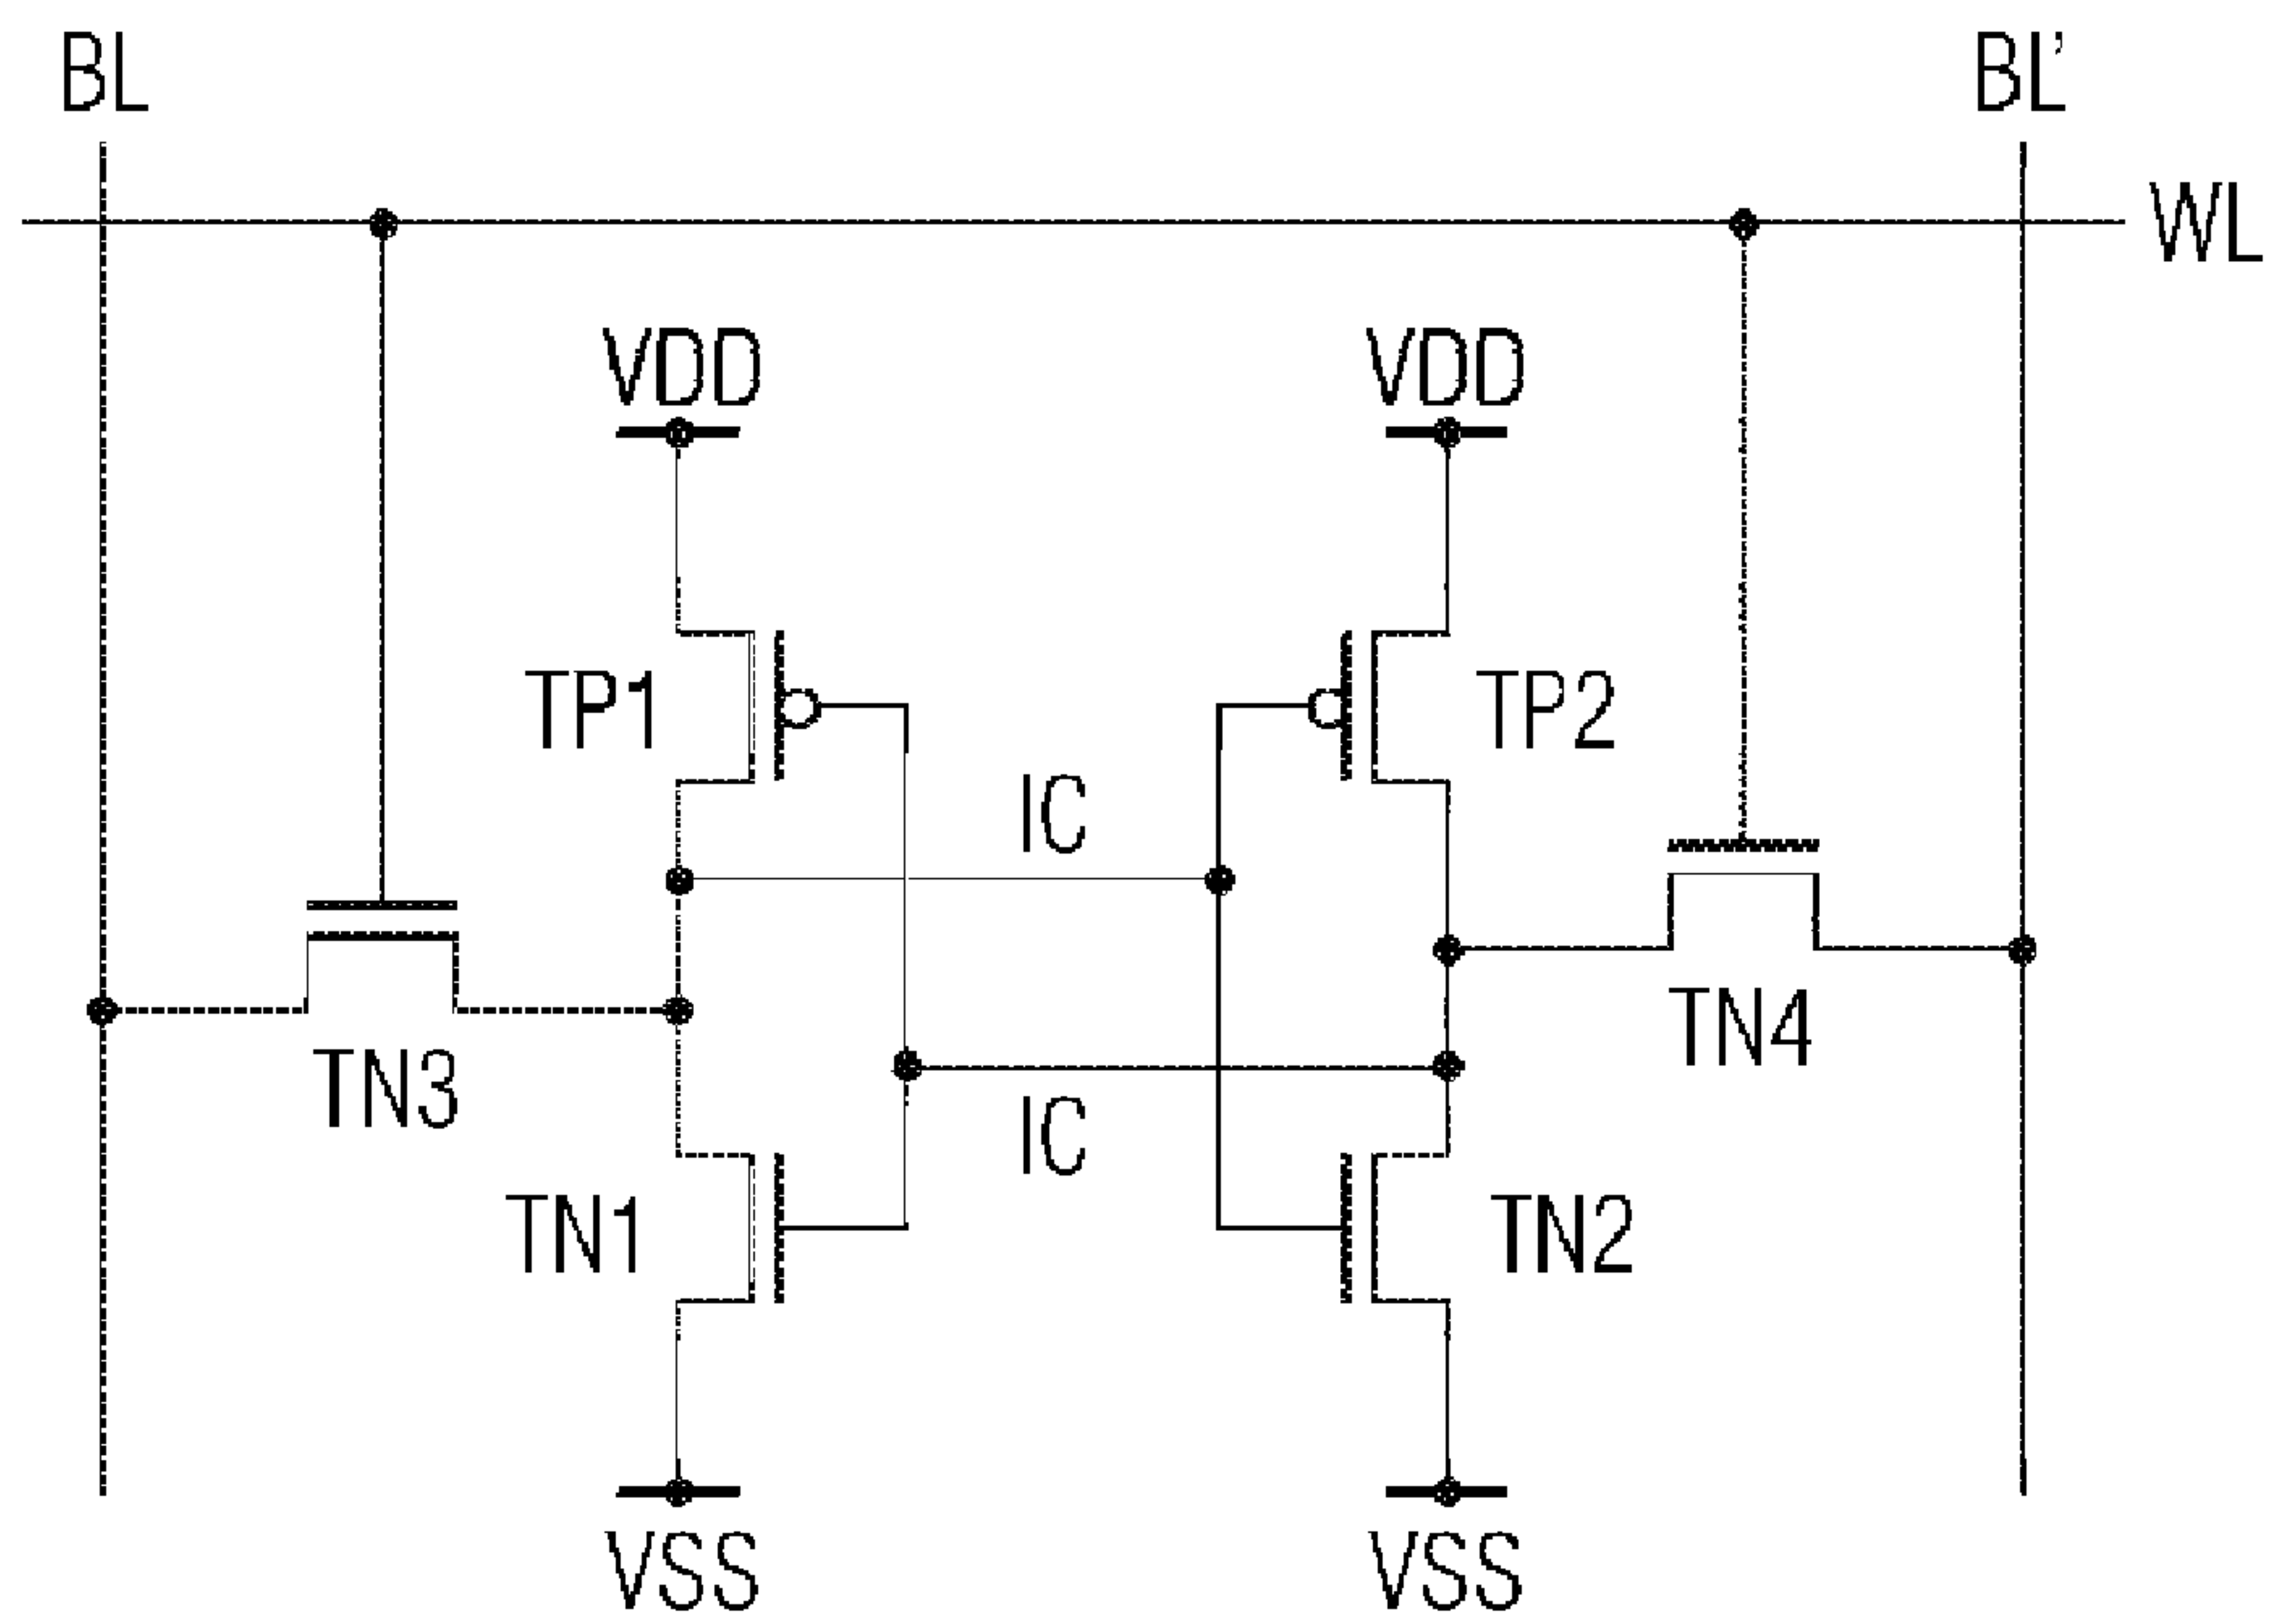 BL BL'
WL
VDD VDD
TP1 TP2
IC
TN3 TN4
IC
TN1 TN2
VSS VSS